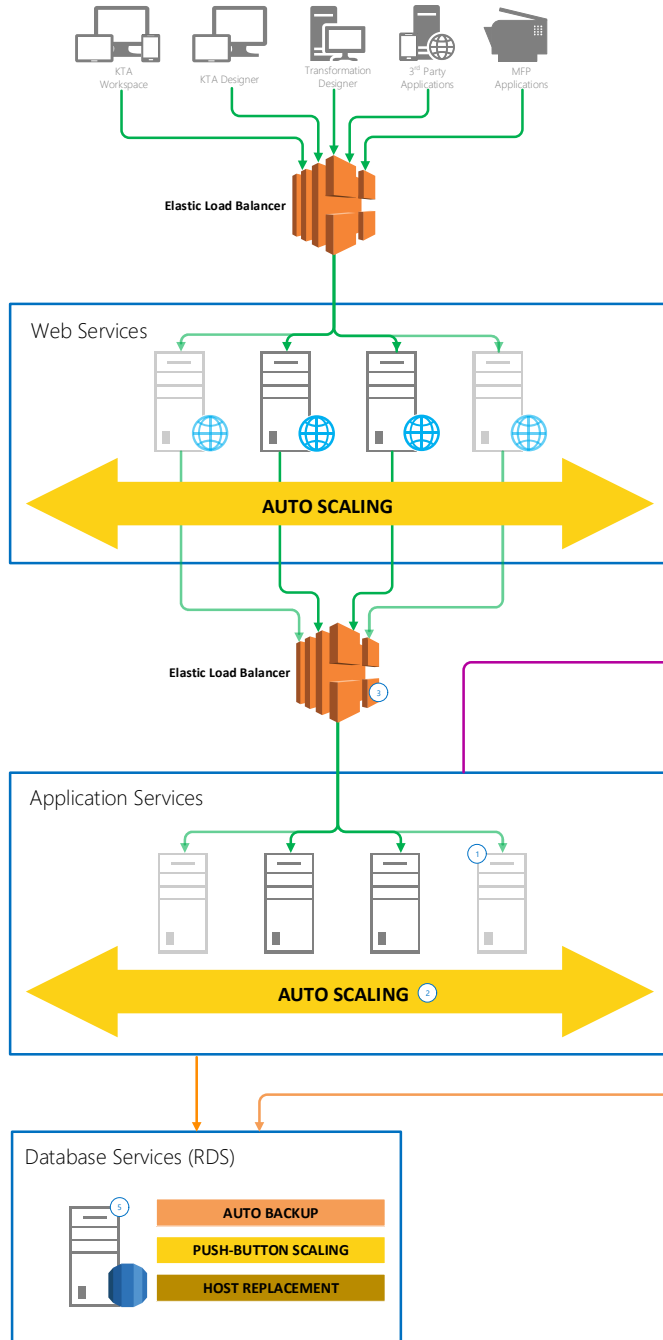 KTA
Workspace
KTA Designer
Transformation
Designer
3rd Party
Applications
MFP
Applications
Elastic Load Balancer
Web Services
AUTO SCALING
Elastic Load Balancer
3
Application Services
1
AUTO SCALING
2
Database Services (RDS)
5
AUTO BACKUP
PUSH-BUTTON SCALING
HOST REPLACEMENT